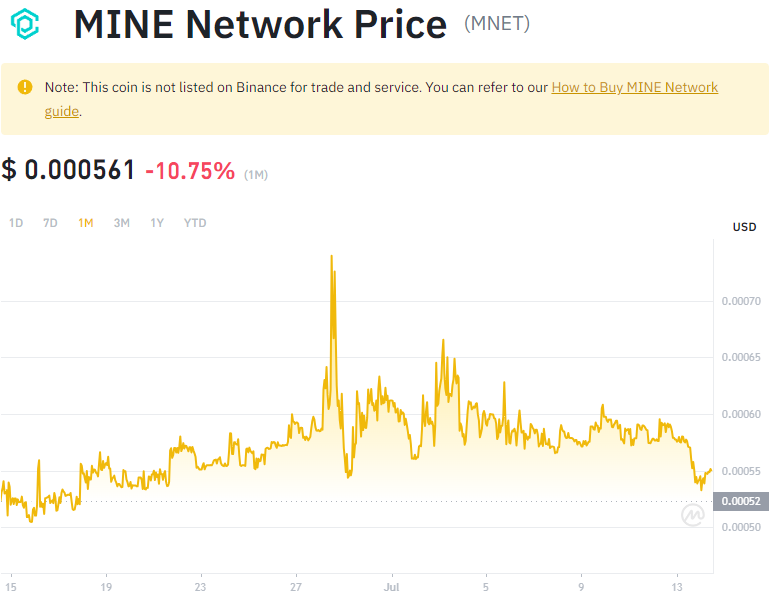 MINE Network Price (MNET)
Note: This coin is not listed on Binance for trade and service. You can refer to our How to Buy MINE Network
guide.
$ 0.000561 -10.75% (1M)
1D 7D 1M 3M 1Y YTD
USD
0.00070
0.00065
0.00060
0.00055
0.00052
0.00050
15 19 23 27 Jul 5 9 13